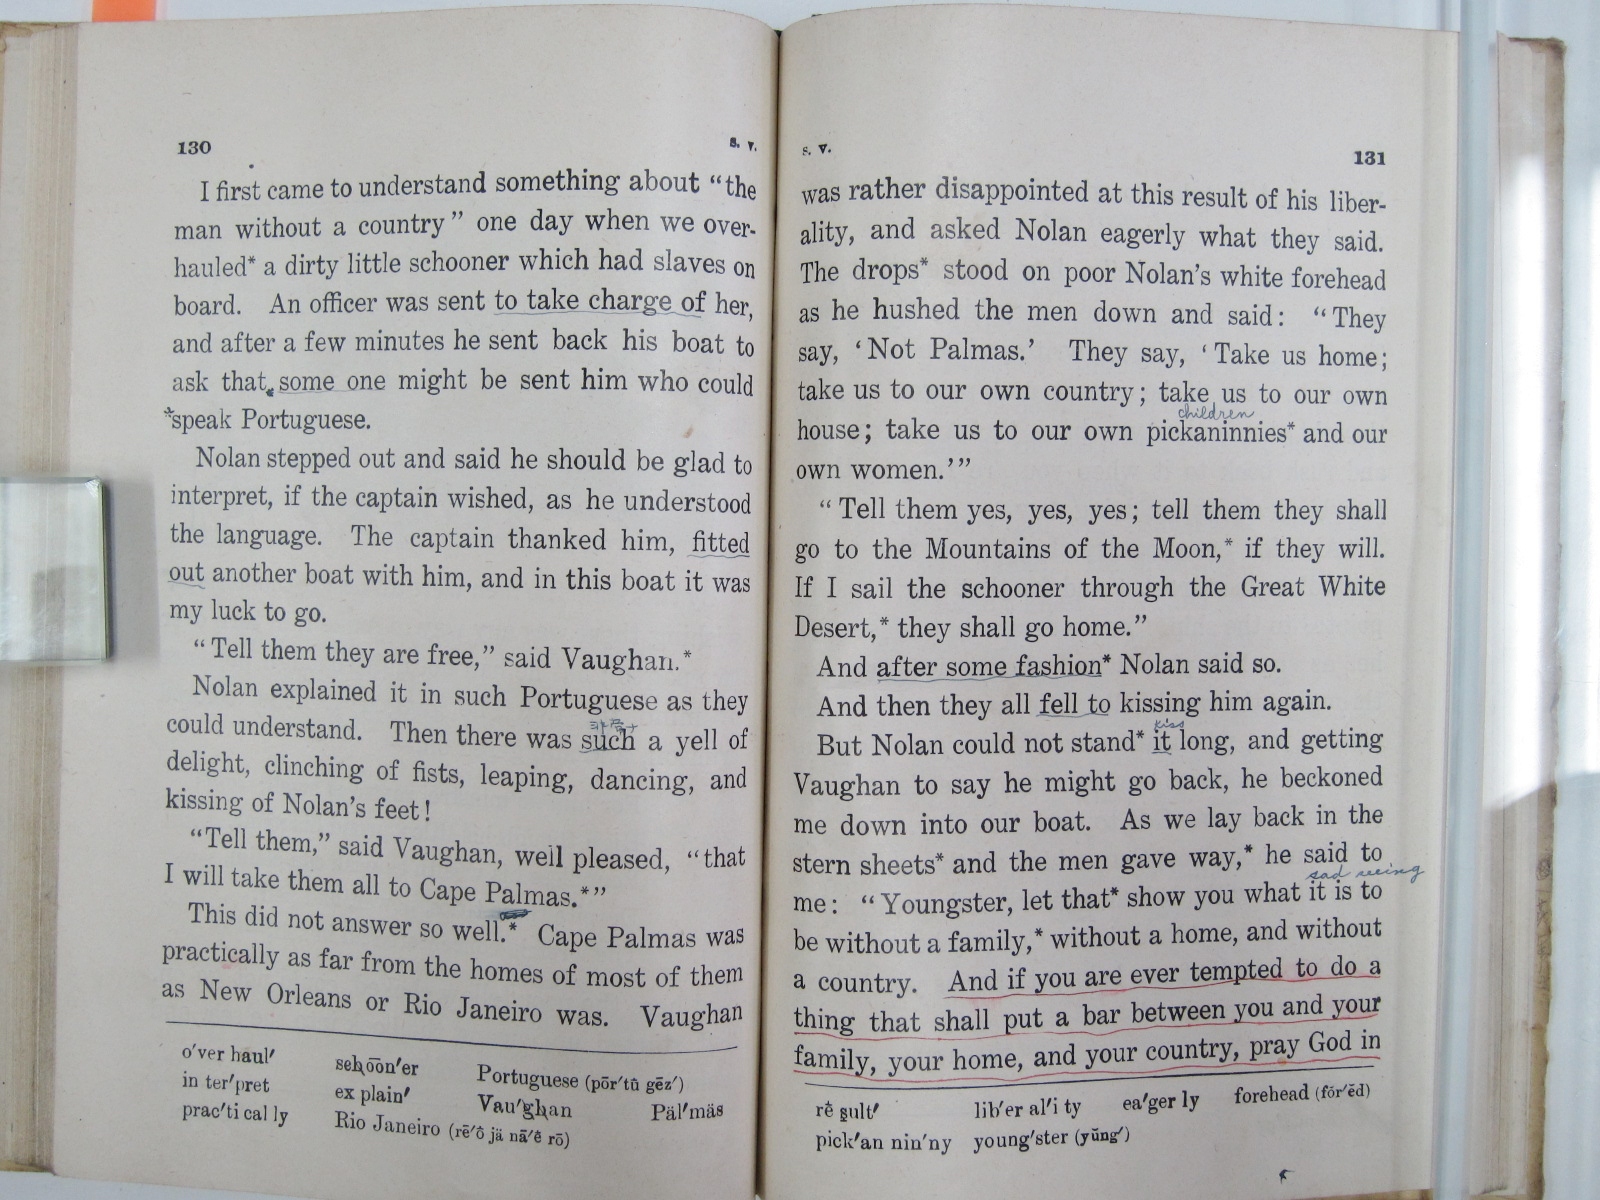 130
S. V.
I first came to understand something about “the
man without a country” one day when we over-
hauled* a dirty little schooner which had slaves on
board. An officer was sent to take charge of her,
and after a few minutes he sent back his boat to
ask that some one might be sent him who could
*speak Portuguese.
Nolan stepped out and said he should be glad to
interpret, if the captain wished, as he understood
the language. The captain thanked him, fitted
out another boat with him, and in this boat it was
my luck to go.
“Tell them they are free,” said Vaughan.*
Nolan explained it in such Portuguese as they
could understand. Then there was such a yell of
delight, clinching of fists, leaping, dancing, and
kissing of Nolan’s feet!
“Tell them,” said Vaughan, well pleased, “that
I will take them all to Cape Palmas.*”
This did not answer so well.* Cape Palmas was
practically as far from the homes of most of them
as New Orleans or Rio Janeiro was. Vaughan
o′ver haul′
in ter′pret
prac′ti cal ly
seho͞on′er
ex plain′
Rio Janeiro (rē′ō̇ jä nā′ē̇ rō)
Portuguese (pōr′tū̇ gēz′)
Vau′ghan
Päl′mäs
S. V.
131
was rather disappointed at this result of his liber-
ality, and asked Nolan eagerly what they said.
The drops* stood on poor Nolan’s white forehead
as he hushed the men down and said: “They
say, ‘Not Palmas.’ They say, ‘Take us home;
take us to our own country; take us to our own
children
house; take us to our own pickaninnies* and our
own women.’”
“Tell them yes, yes, yes; tell them they shall
go to the Mountains of the Moon,* if they will.
If I sail the schooner through the Great White
Desert,* they shall go home.”
And after some fashion* Nolan said so.
And then they all fell to kissing him again.
kiss
But Nolan could not stand* it long, and getting
Vaughan to say he might go back, he beckoned
me down into our boat. As we lay back in the
stern sheets* and the men gave way,* he said to
sad seeing
me: “Youngster, let that* show you what it is to
be without a family,* without a home, and without
a country. And if you are ever tempted to do a
thing that shall put a bar between you and your
family, your home, and your country, pray God in
rē̇ s̱ult′
pick′an nin′ny
lib′er al′i ty
young′ster (yŭng′)
ea′ger ly
forehead (fŏr′ĕd)